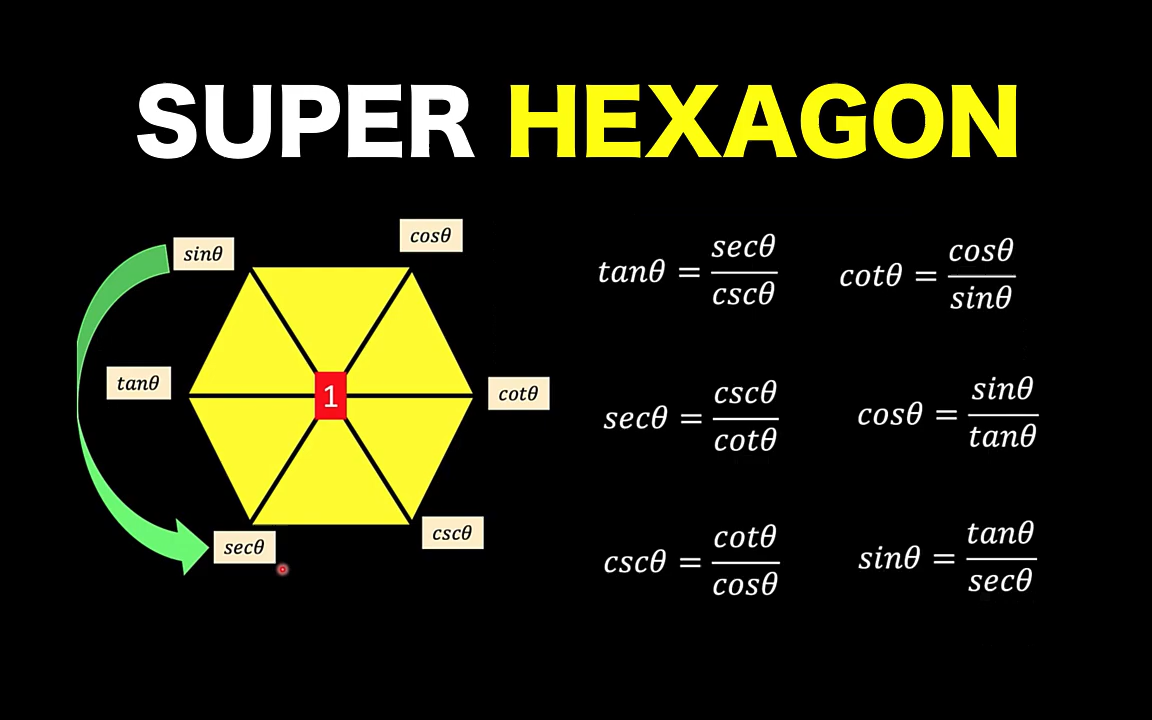 SUPER HEXAGON
sinθ
cosθ
tanθ
1
cotθ
secθ
cscθ
tanθ = secθ/cscθ
cotθ = cosθ/sinθ
secθ = cscθ/cotθ
cosθ = sinθ/tanθ
cscθ = cotθ/cosθ
sinθ = tanθ/secθ